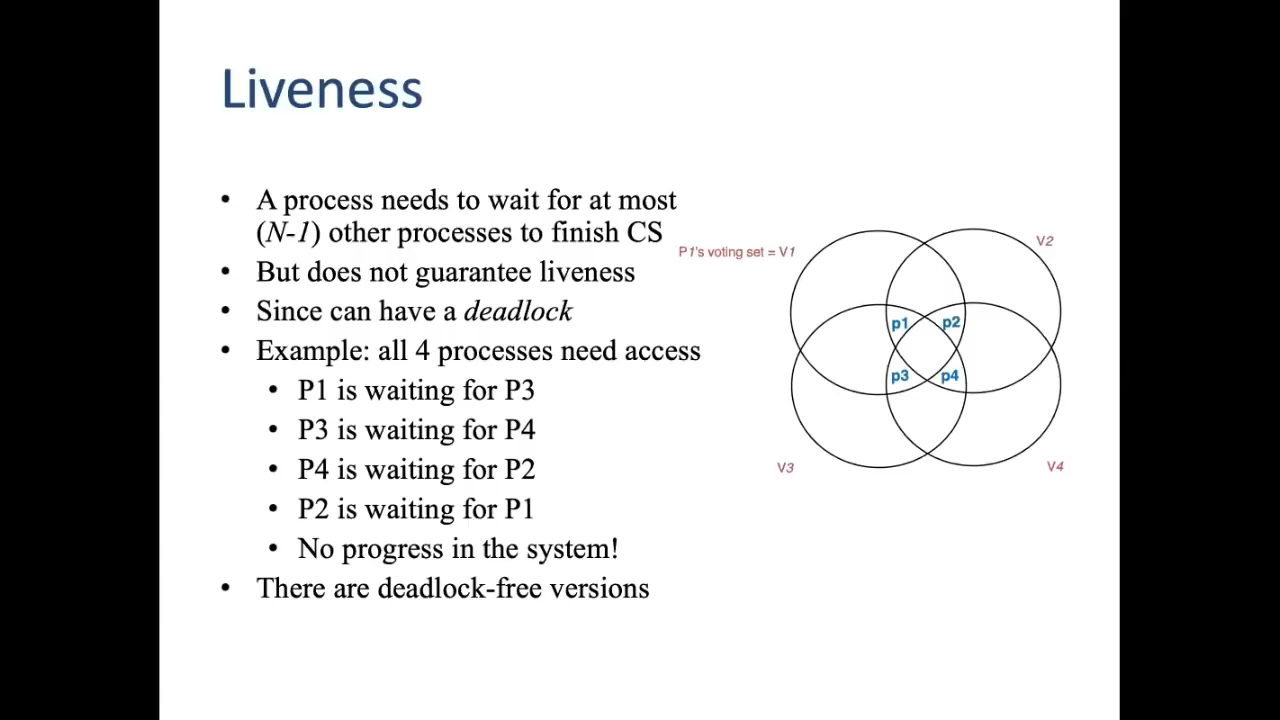 Liveness
• A process needs to wait for at most
(N-1) other processes to finish CS
• But does not guarantee liveness
• Since can have a deadlock
• Example: all 4 processes need access
• P1 is waiting for P3
• P3 is waiting for P4
• P4 is waiting for P2
• P2 is waiting for P1
• No progress in the system!
• There are deadlock-free versions
P1's voting set = V1
V2
p1
p2
p3
p4
V3
V4